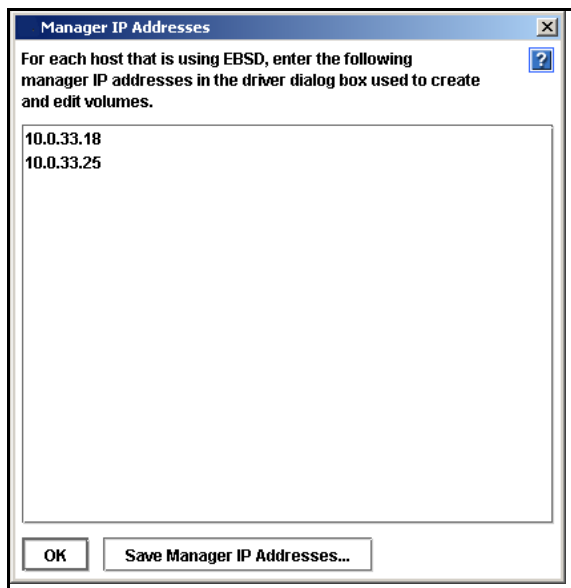 Manager IP Addresses
For each host that is using EBSD, enter the following
manager IP addresses in the driver dialog box used to create
and edit volumes.
?
10.0.33.18
10.0.33.25
OK
Save Manager IP Addresses...